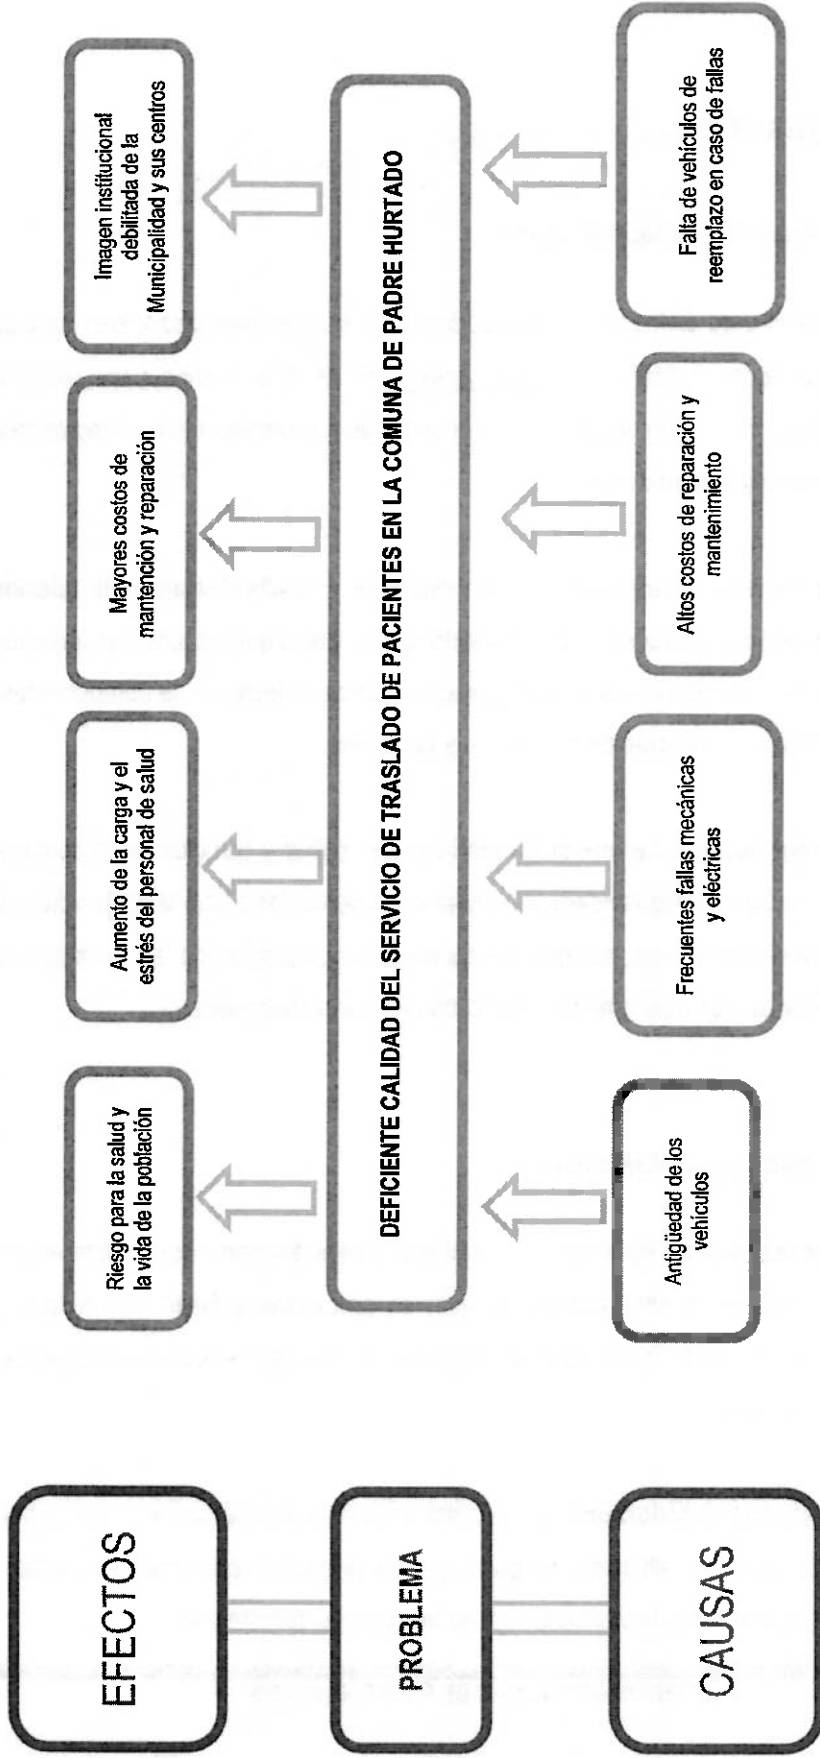 EFECTOS
Riesgo para la salud y
la vida de la población
Aumento de la carga y el
estrés del personal de salud
Mayores costos de
mantención y reparación
Imagen institucional
debilitada de la
Municipalidad y sus centros
PROBLEMA
DEFICIENTE CALIDAD DEL SERVICIO DE TRASLADO DE PACIENTES EN LA COMUNA DE PADRE HURTADO
CAUSAS
Antigüedad de los
vehículos
Frecuentes fallas mecánicas
y eléctricas
Altos costos de reparación y
mantenimiento
Falta de vehículos de
reemplazo en caso de fallas